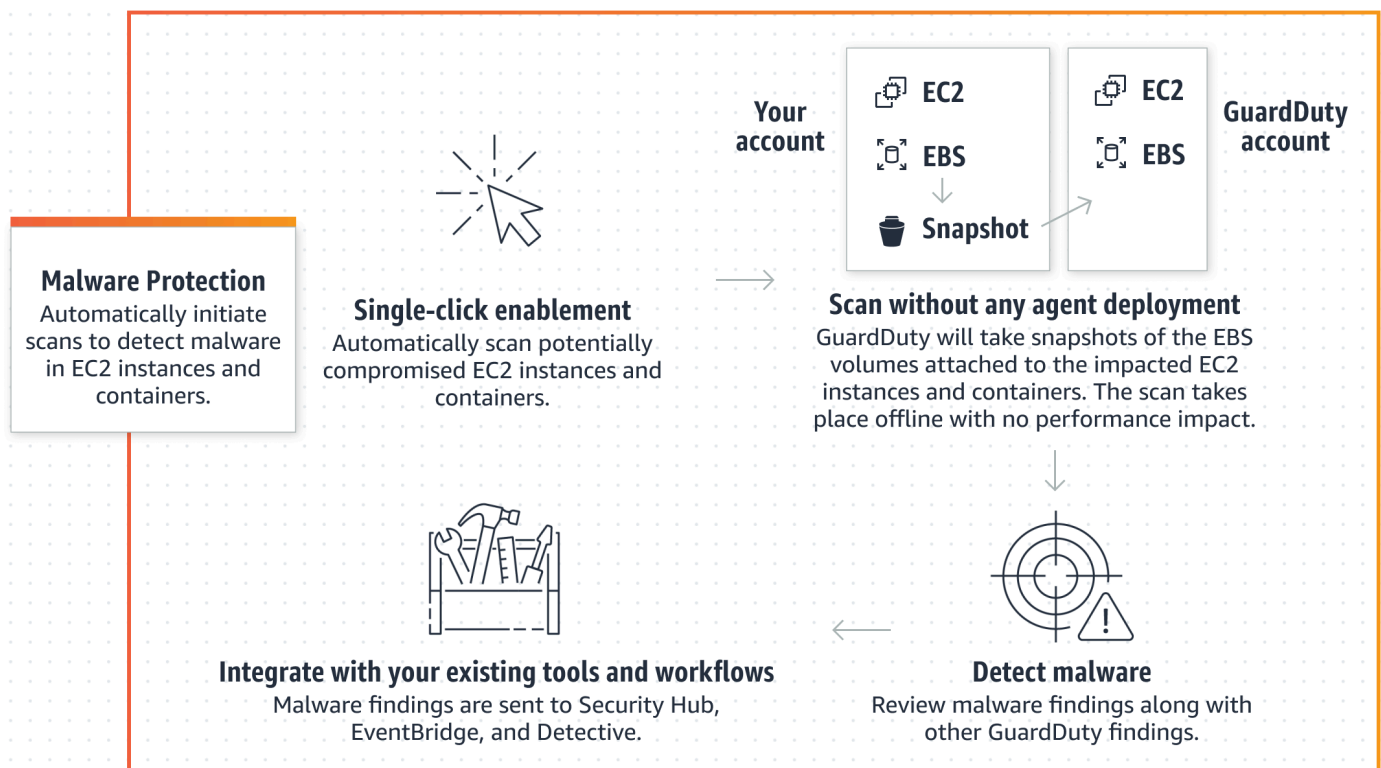 Malware Protection
Automatically initiate
scans to detect malware
in EC2 instances and
containers.
Single-click enablement
Automatically scan potentially
compromised EC2 instances and
containers.
Your
account
EC2
EBS
Snapshot
EC2
EBS
GuardDuty
account
Scan without any agent deployment
GuardDuty will take snapshots of the EBS
volumes attached to the impacted EC2
instances and containers. The scan takes
place offline with no performance impact.
Detect malware
Review malware findings along with
other GuardDuty findings.
Integrate with your existing tools and workflows
Malware findings are sent to Security Hub,
EventBridge, and Detective.